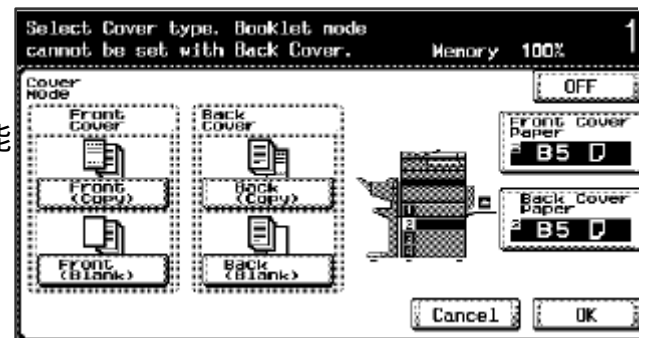 Select Cover type. Booklet mode
cannot be set with Back Cover.
Memory 100%
1
Cover
Mode
OFF
Front
Cover
Back
Cover
Front Cover
Paper
2 B5
Front
(Copy)
Back
(Copy)
Back Cover
Paper
2 B5
Front
(Blank)
Back
(Blank)
1
2
Cancel
OK